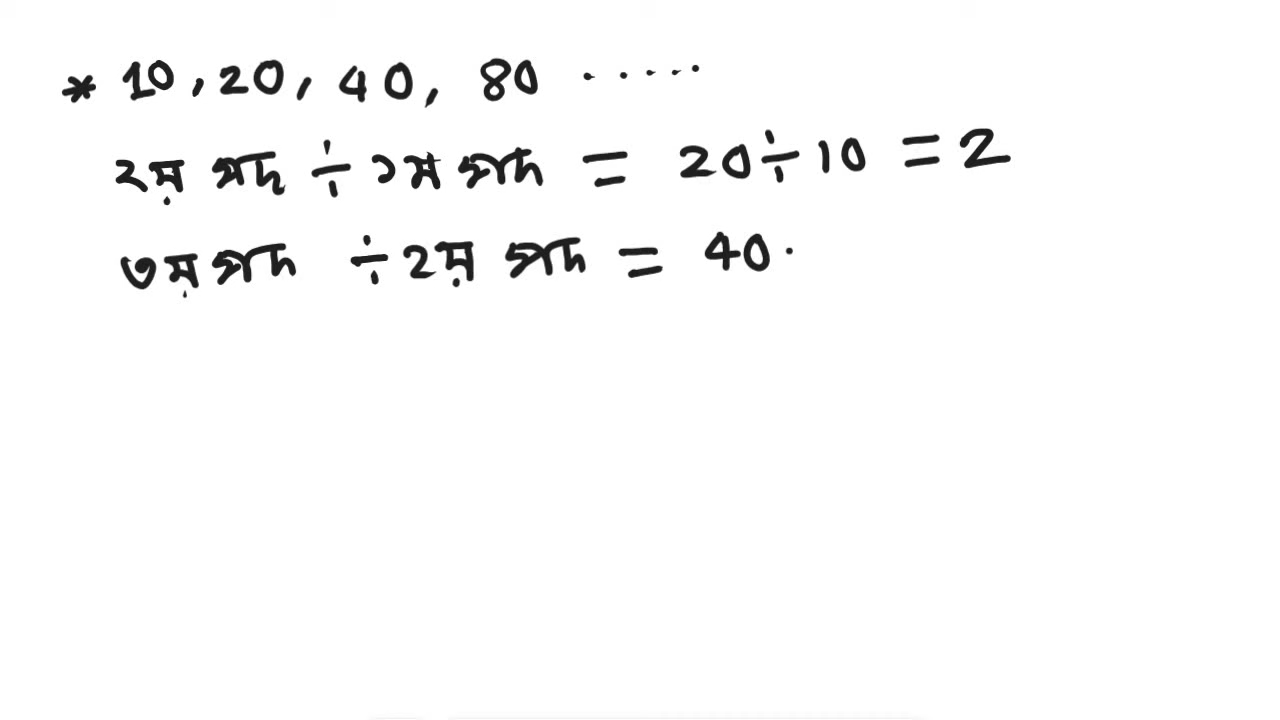 * 10, 20, 40, 80 .....
২য় পদ ÷ ১ম পদ = 20 ÷ 10 = 2
৩য় পদ ÷ 2য় পদ = 40 ·